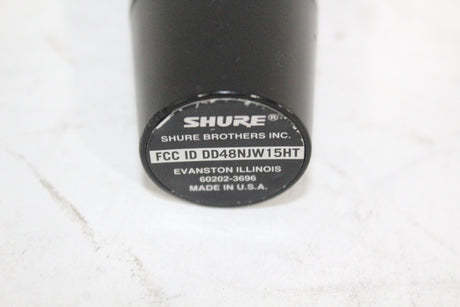 SHURE®
SHURE BROTHERS INC.
FCC ID DD48NJW15HT
EVANSTON ILLINOIS
60202-3696
MADE IN U.S.A.